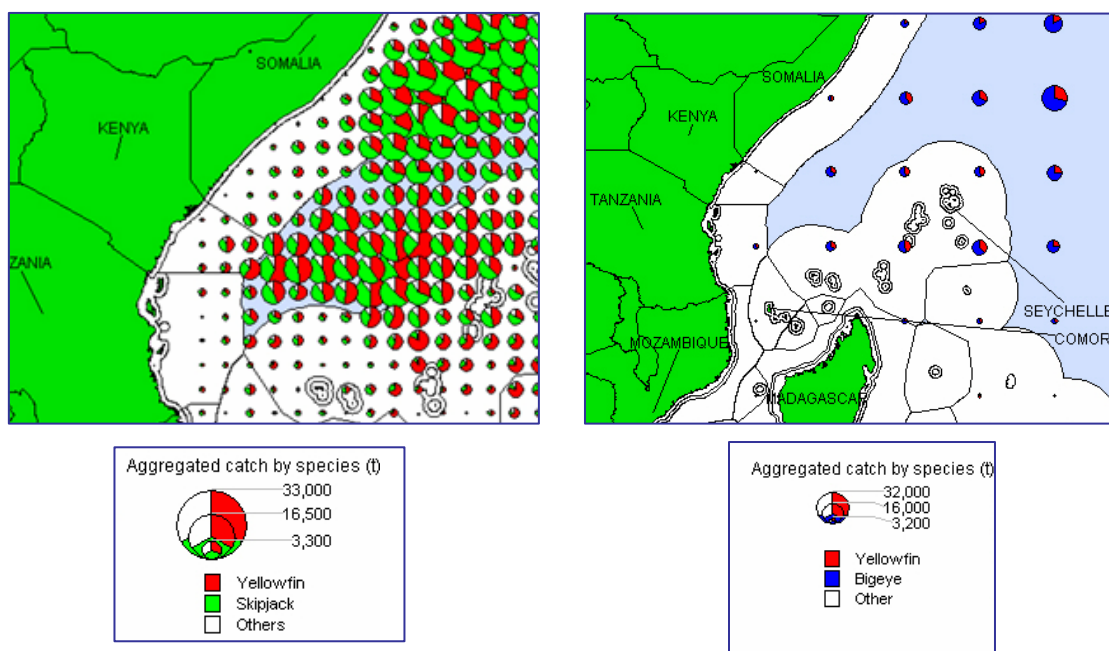 SOMALIA
KENYA
ZANIA
Aggregated catch by species (t)
33,000
16,500
3,300
Yellowfin
Skipjack
Others
SOMALIA
KENYA
TANZANIA
SEYCHELLE
COMOR
MOZAMBIQUE
MADAGASCAR
Aggregated catch by species (t)
32,000
16,000
3,200
Yellowfin
Bigeye
Other